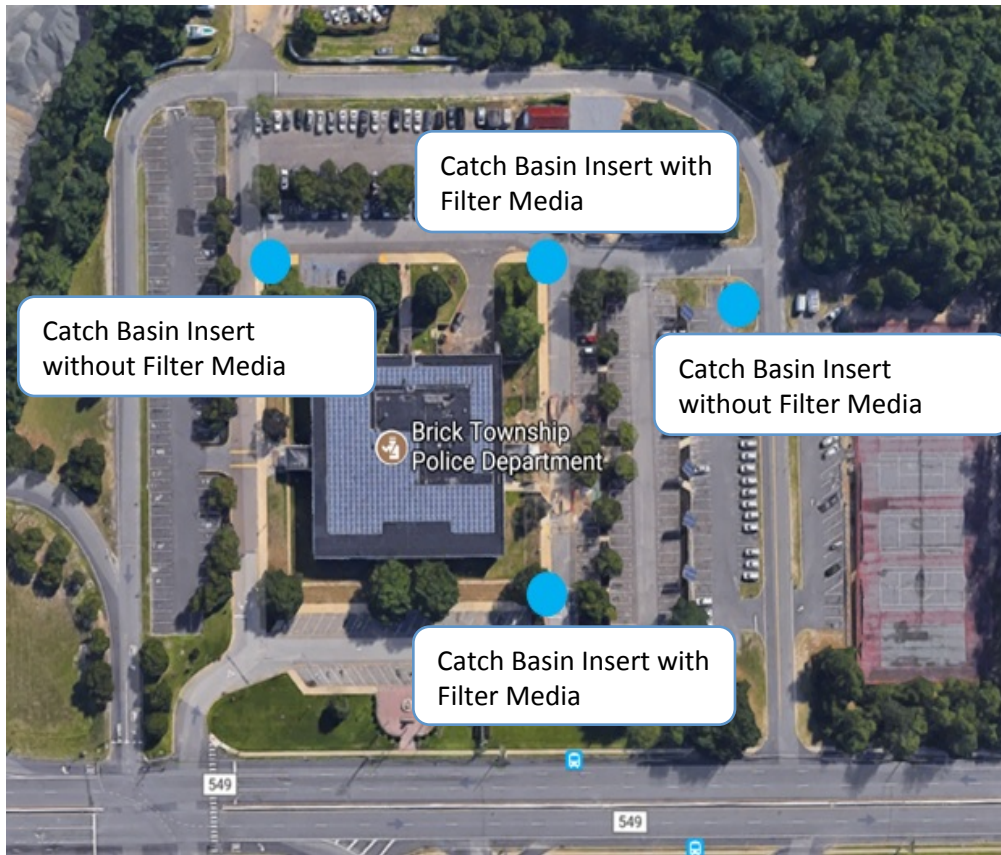 Catch Basin Insert with
Filter Media
Catch Basin Insert
without Filter Media
Catch Basin Insert
without Filter Media
Brick Township
Police Department
Catch Basin Insert with
Filter Media
549
549